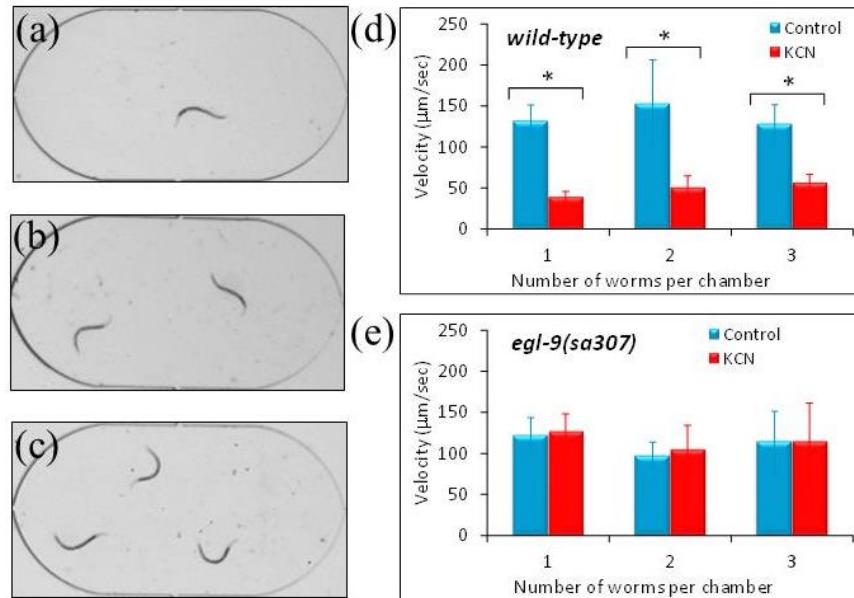 (a)
(b)
(c)
(d)
wild-type
Control
KCN
*
*
*
Velocity (µm/sec)
250
200
150
100
50
0
1 2 3
Number of worms per chamber
(e)
egl-9(sa307)
Control
KCN
Velocity (µm/sec)
250
200
150
100
50
0
1 2 3
Number of worms per chamber